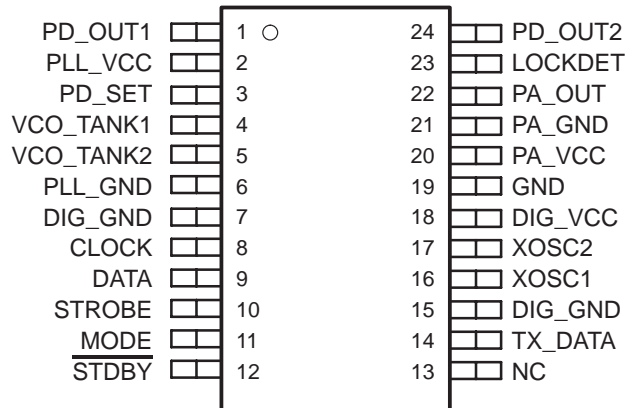 PD_OUT1 1 24 PD_OUT2
PLL_VCC 2 23 LOCKDET
PD_SET 3 22 PA_OUT
VCO_TANK1 4 21 PA_GND
VCO_TANK2 5 20 PA_VCC
PLL_GND 6 19 GND
DIG_GND 7 18 DIG_VCC
CLOCK 8 17 XOSC2
DATA 9 16 XOSC1
STROBE 10 15 DIG_GND
MODE 11 14 TX_DATA
STDBY 12 13 NC